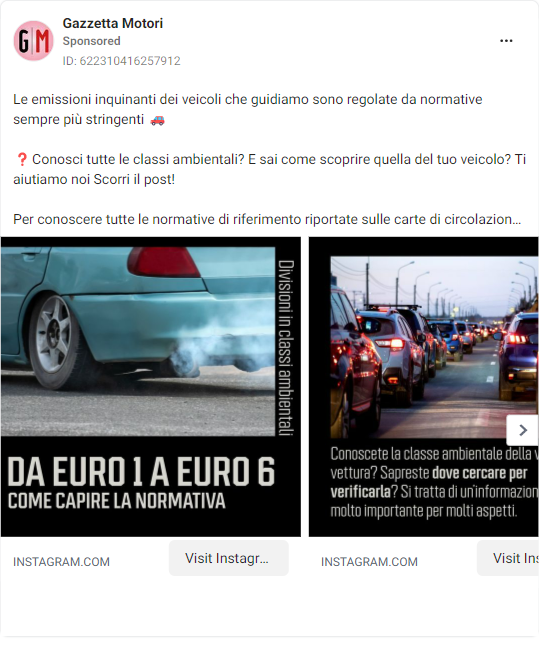 Gazzetta Motori
Sponsored
ID: 622310416257912
G M
Le emissioni inquinanti dei veicoli che guidiamo sono regolate da normative
sempre più stringenti 🚗
❓ Conosci tutte le classi ambientali? E sai come scoprire quella del tuo veicolo? Ti
aiutiamo noi Scorri il post!
Per conoscere tutte le normative di riferimento riportate sulle carte di circolazion...
Divisioni in classi ambientali
DA EURO 1 A EURO 6
COME CAPIRE LA NORMATIVA
Conoscete la classe ambientale della v
vettura? Sapreste dove cercare per
verificarla? Si tratta di un'informazion
molto importante per molti aspetti.
INSTAGRAM.COM
Visit Instagr...
INSTAGRAM.COM
Visit Ins